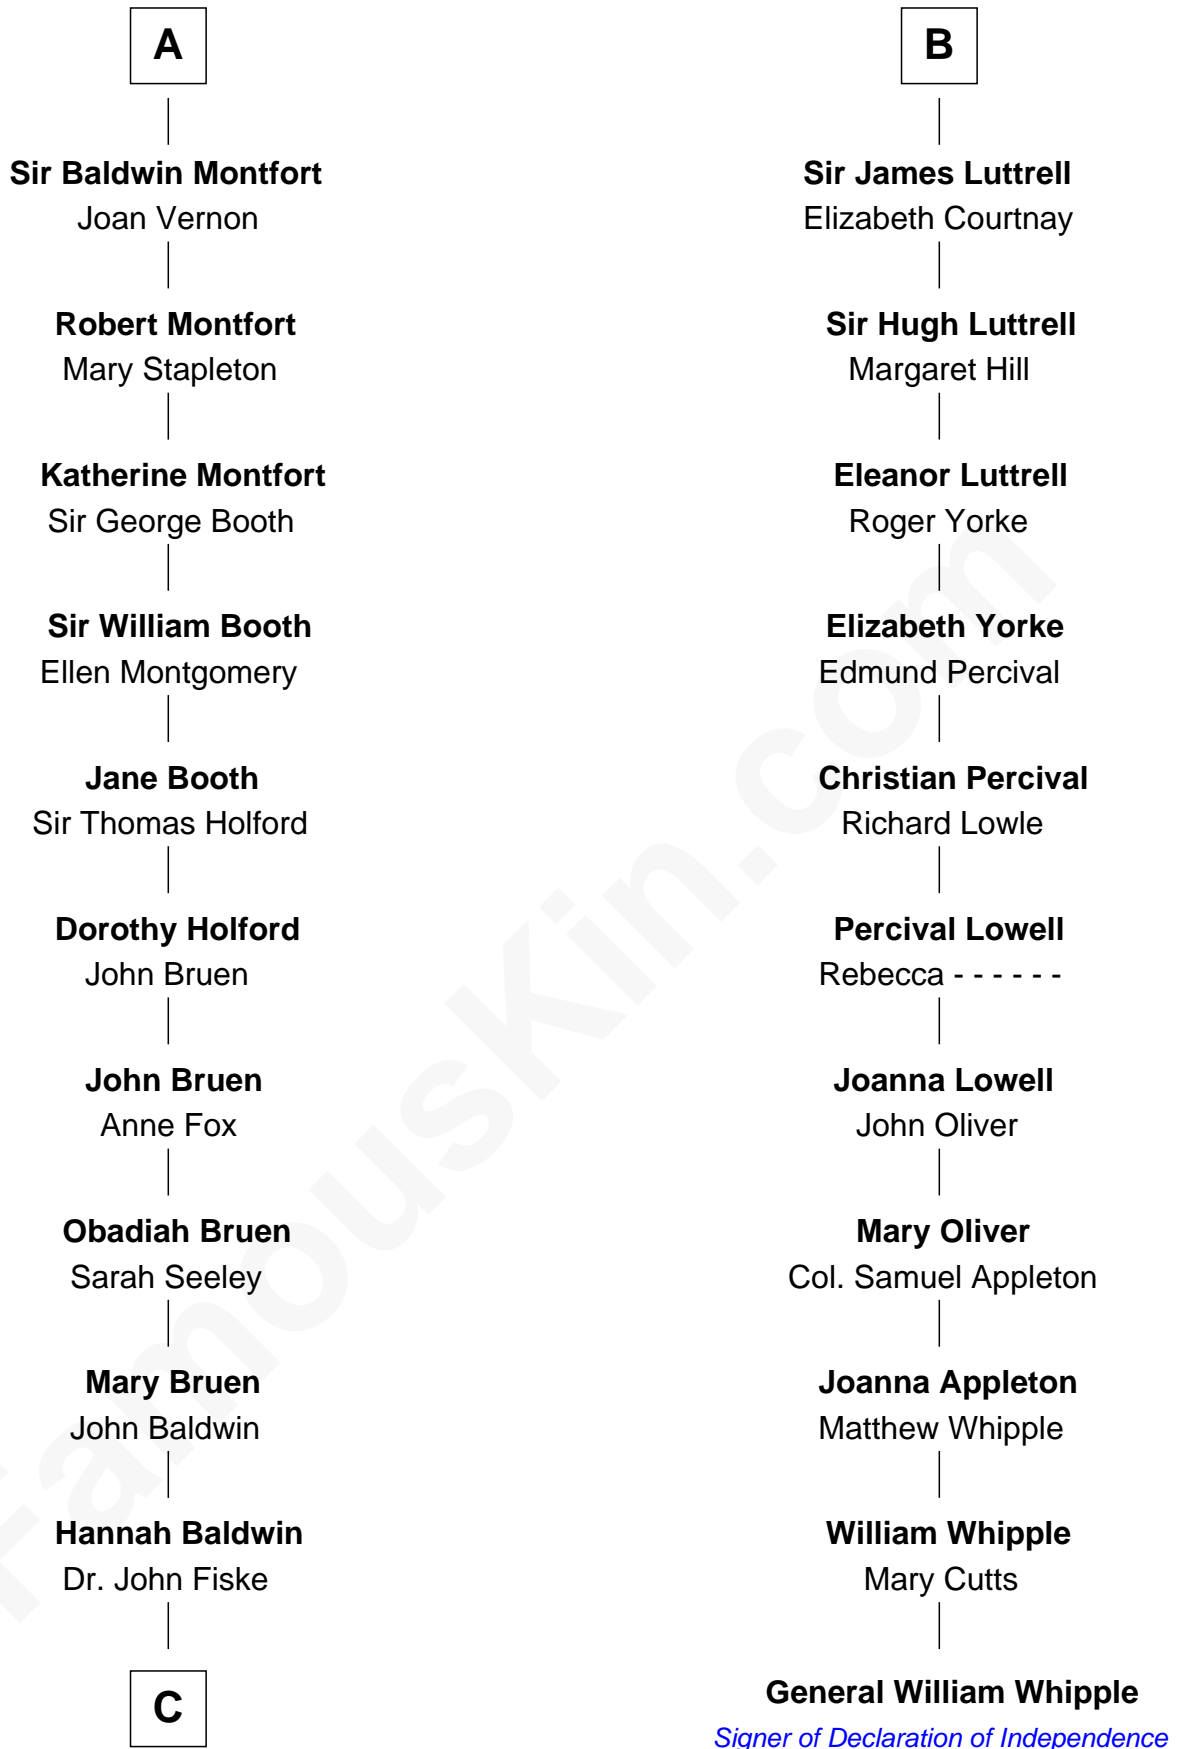 A
Sir Baldwin Montfort
Joan Vernon
Robert Montfort
Mary Stapleton
Katherine Montfort
Sir George Booth
Sir William Booth
Ellen Montgomery
Jane Booth
Sir Thomas Holford
Dorothy Holford
John Bruen
John Bruen
Anne Fox
Obadiah Bruen
Sarah Seeley
Mary Bruen
John Baldwin
Hannah Baldwin
Dr. John Fiske
C
B
Sir James Luttrell
Elizabeth Courtnay
Sir Hugh Luttrell
Margaret Hill
Eleanor Luttrell
Roger Yorke
Elizabeth Yorke
Edmund Percival
Christian Percival
Richard Lowle
Percival Lowell
Rebecca - - - - - -
Joanna Lowell
John Oliver
Mary Oliver
Col. Samuel Appleton
Joanna Appleton
Matthew Whipple
William Whipple
Mary Cutts
General William Whipple
Signer of Declaration of Independence
FamousKin.com